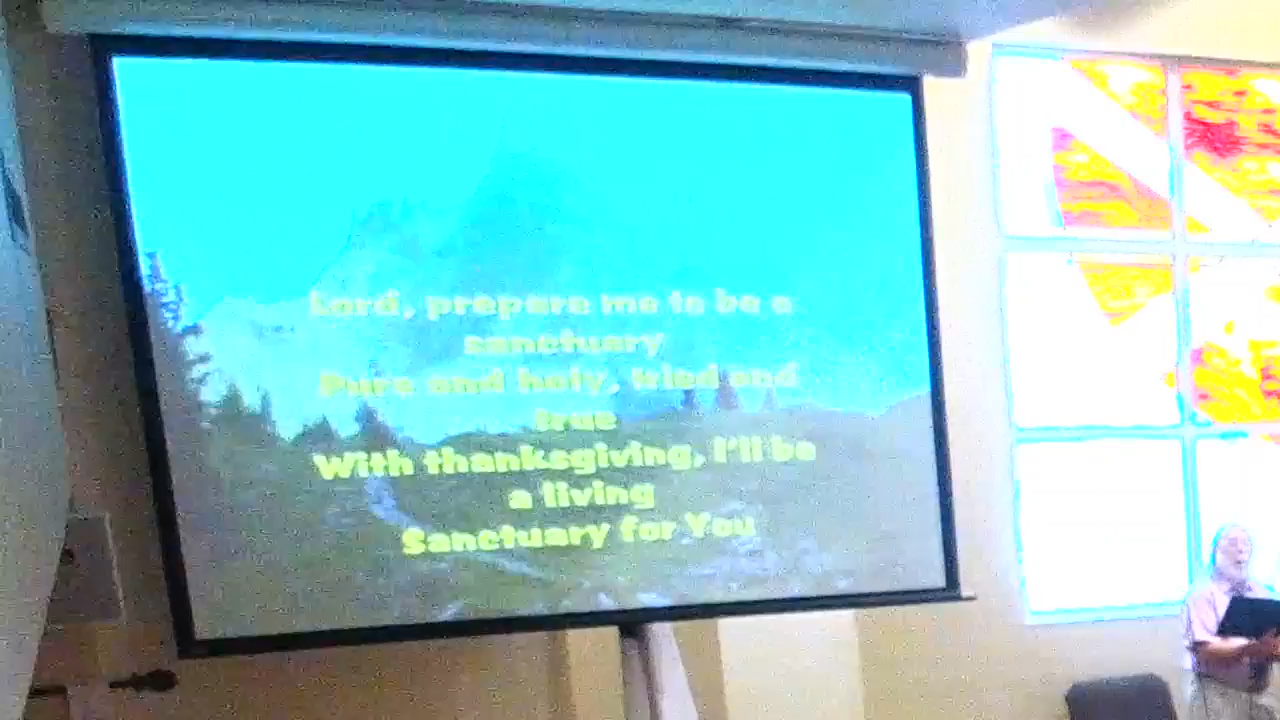 Lord, prepare me to be a
sanctuary
Pure and holy, tried and
true
With thanksgiving, I'll be
a living
Sanctuary for You